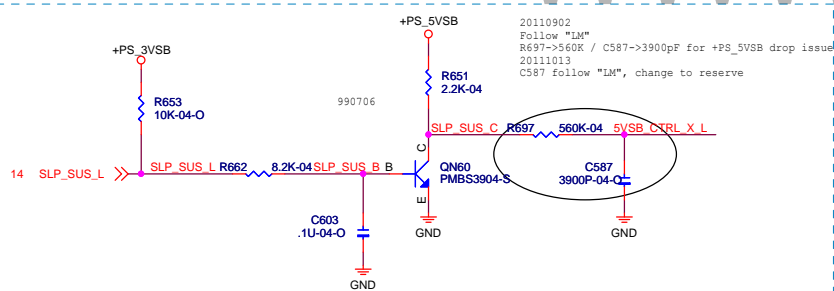 20110902
Follow "LM"
R697->560K / C587->3900pF for +PS_5VSB drop issue
20111013
C587 follow "LM", change to reserve
+PS_5VSB
+PS_3VSB
R651
2.2K-04
R653
10K-04-O
990706
SLP_SUS_C R697 560K-04 5VSB_CTRL_X_L
C
14 SLP_SUS_L SLP_SUS_L R662 8.2K-04 SLP_SUS_B B
QN60
PMBS3904-S
C587
3900P-04-O
E
C603
.1U-04-O
GND
GND
GND